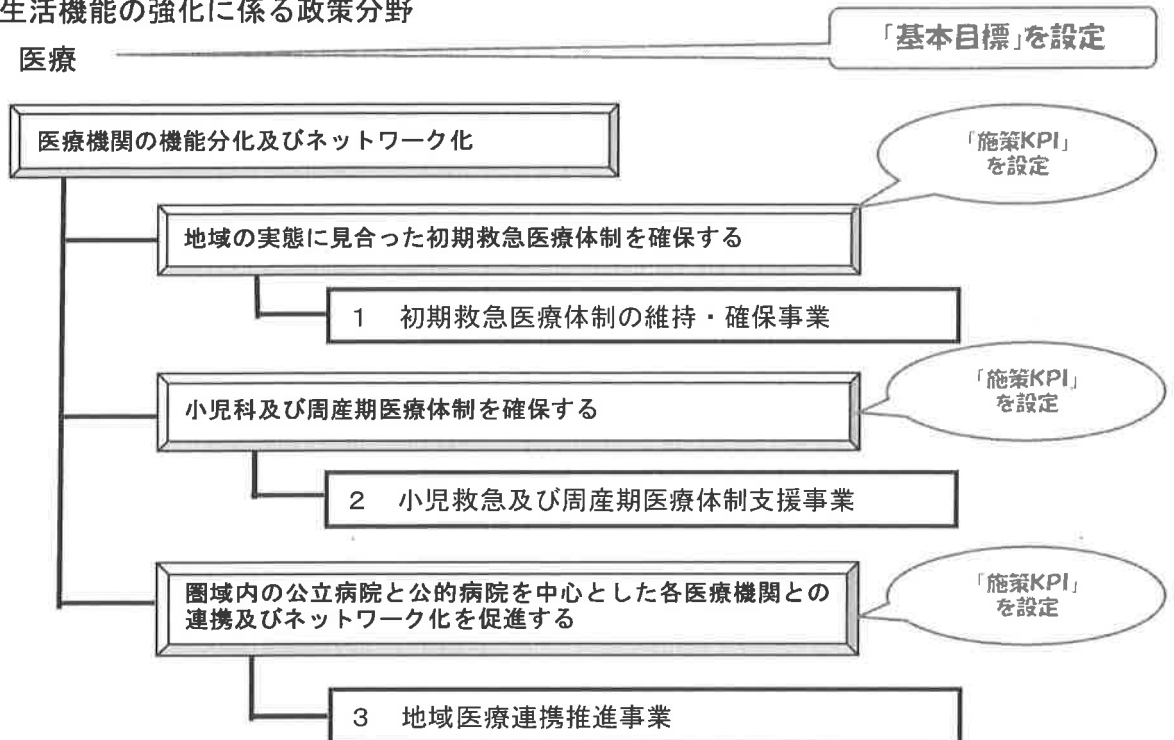 生活機能の強化に係る政策分野
「基本目標」を設定
医療
医療機関の機能分化及びネットワーク化
「施策KPI」
を設定
地域の実態に見合った初期救急医療体制を確保する
1 初期救急医療体制の維持・確保事業
「施策KPI」
を設定
小児科及び周産期医療体制を確保する
2 小児救急及び周産期医療体制支援事業
「施策KPI」
を設定
圏域内の公立病院と公的病院を中心とした各医療機関との
連携及びネットワーク化を促進する
3 地域医療連携推進事業